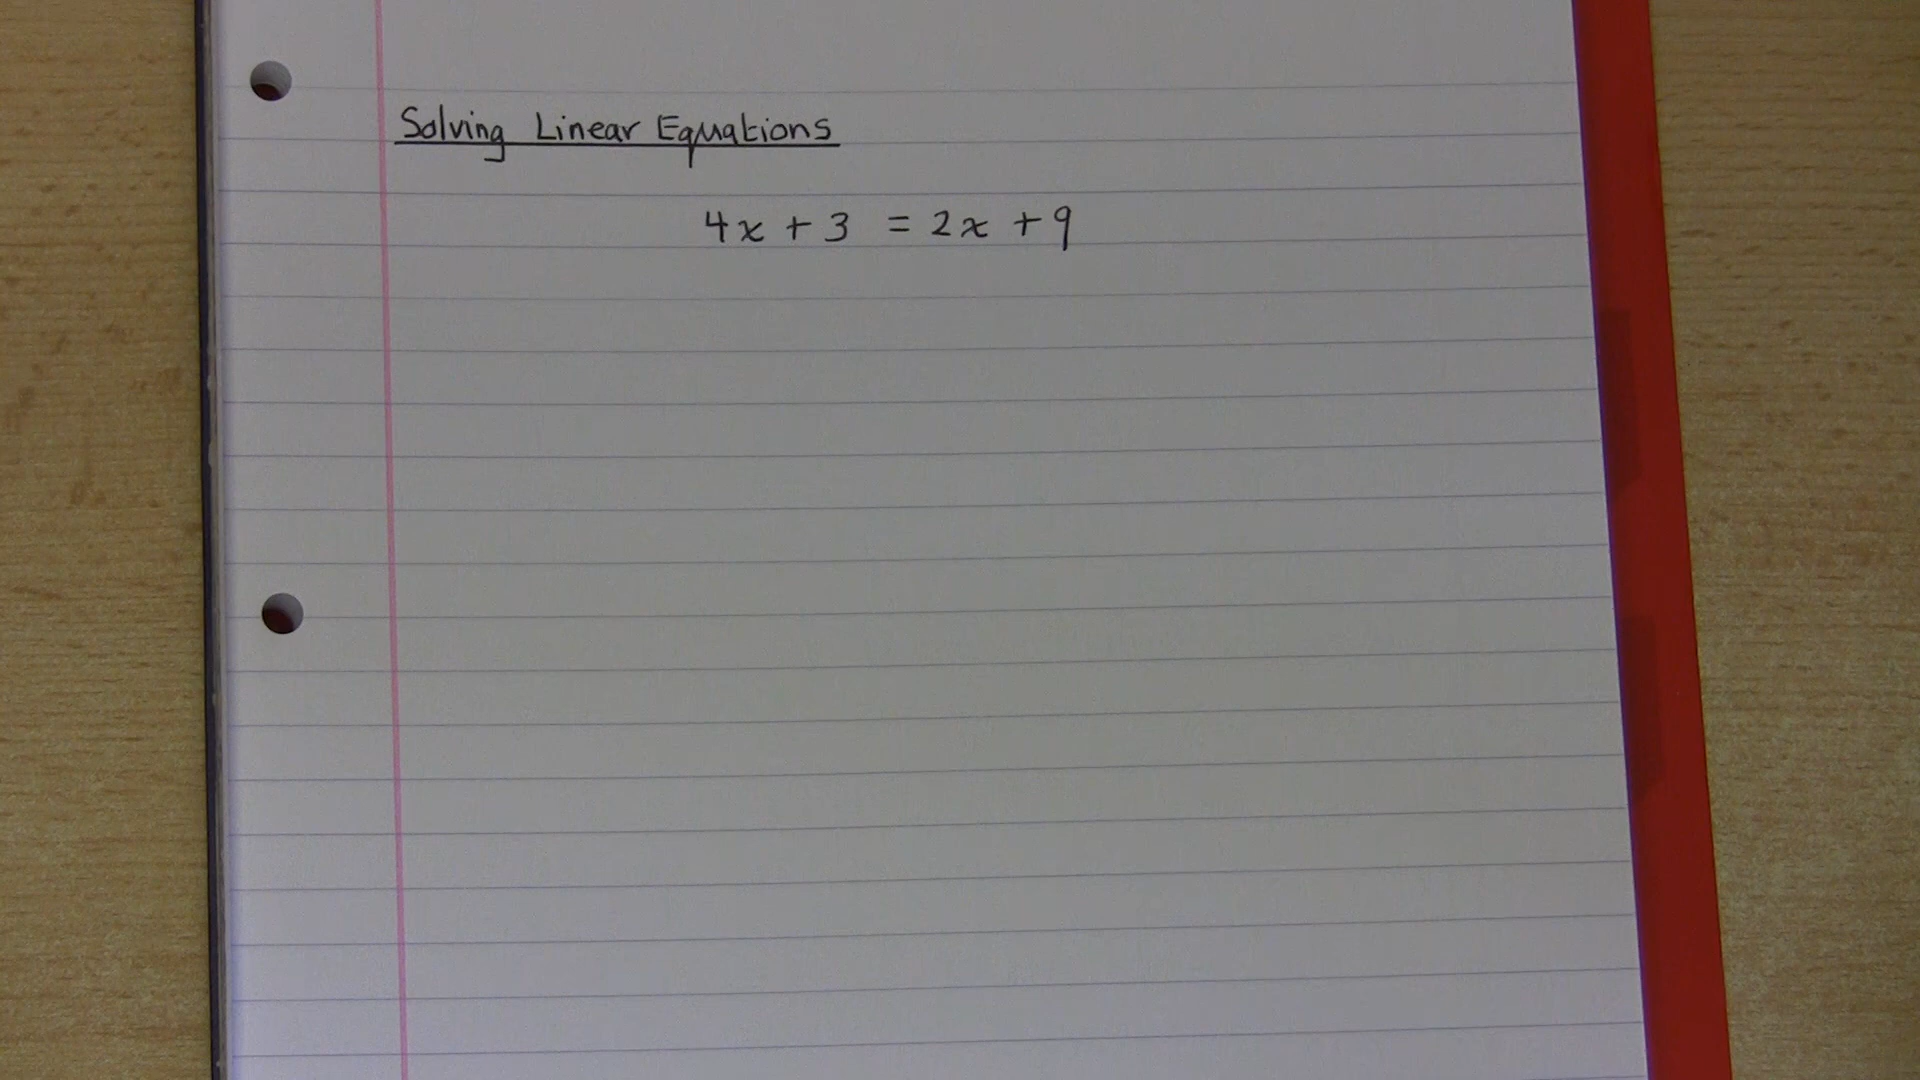 Solving Linear Equations
4x + 3 = 2x + 9